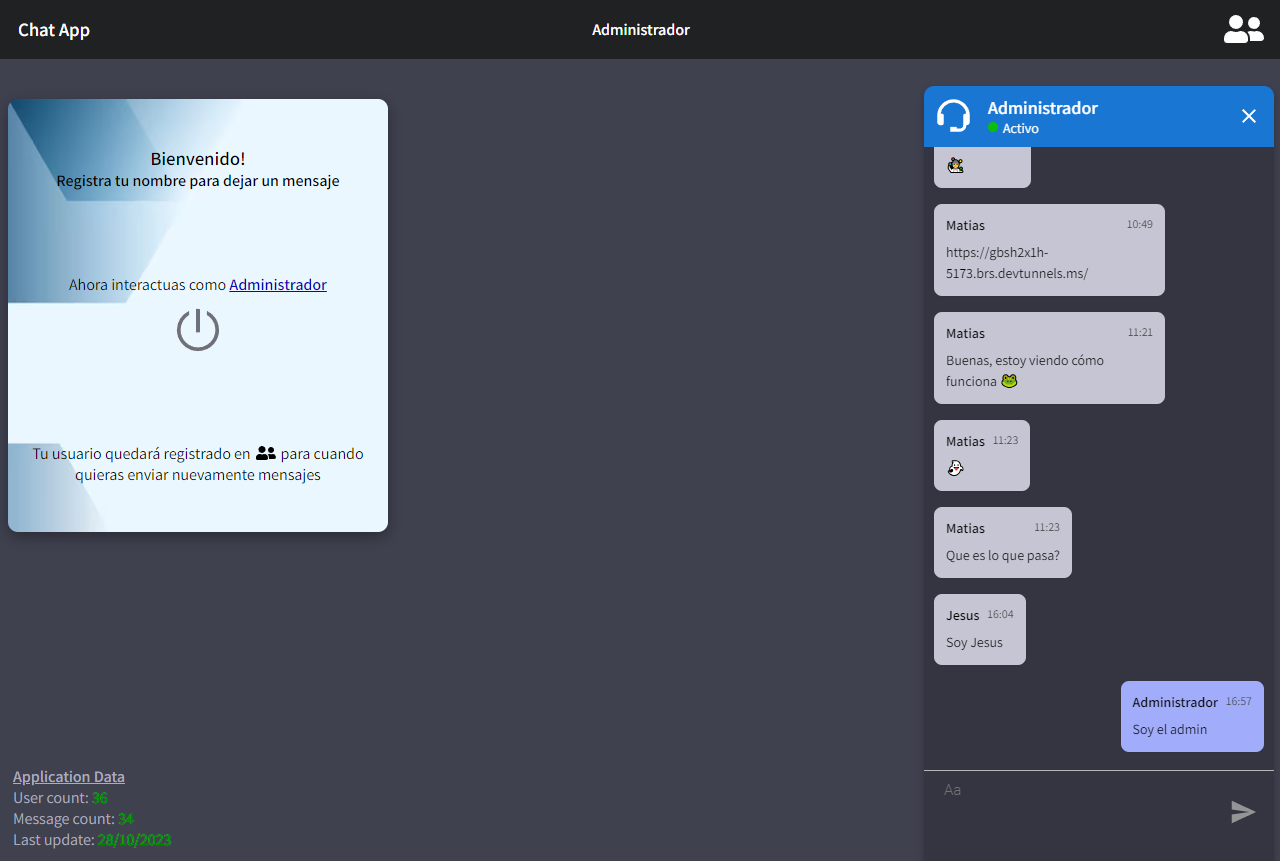 Chat App
Administrador
Bienvenido!
Registra tu nombre para dejar un mensaje
Ahora interactuas como Administrador
Tu usuario quedará registrado en para cuando
quieras enviar nuevamente mensajes
Application Data
User count: 36
Message count: 34
Last update: 28/10/2023
Administrador
Activo
Matias 10:49
https://gbsh2x1h-
5173.brs.devtunnels.ms/
Matias 11:21
Buenas, estoy viendo cómo
funciona 🐸
Matias 11:23
Matias 11:23
Que es lo que pasa?
Jesus 16:04
Soy Jesus
Administrador 16:57
Soy el admin
Aa